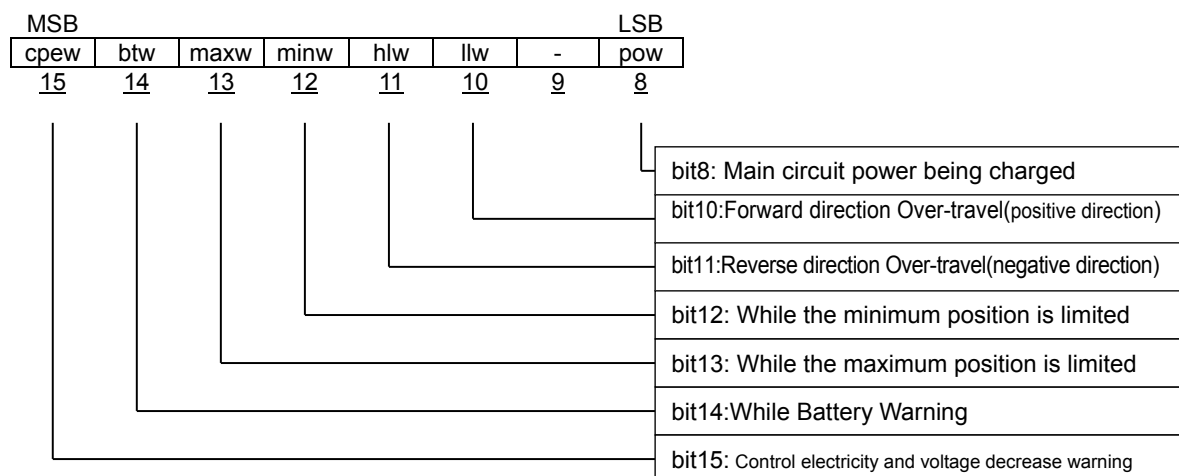 MSB LSB
cpew btw maxw minw hlw llw - pow
15 14 13 12 11 10 9 8
bit8: Main circuit power being charged
bit10:Forward direction Over-travel(positive direction)
bit11:Reverse direction Over-travel(negative direction)
bit12: While the minimum position is limited
bit13: While the maximum position is limited
bit14:While Battery Warning
bit15: Control electricity and voltage decrease warning